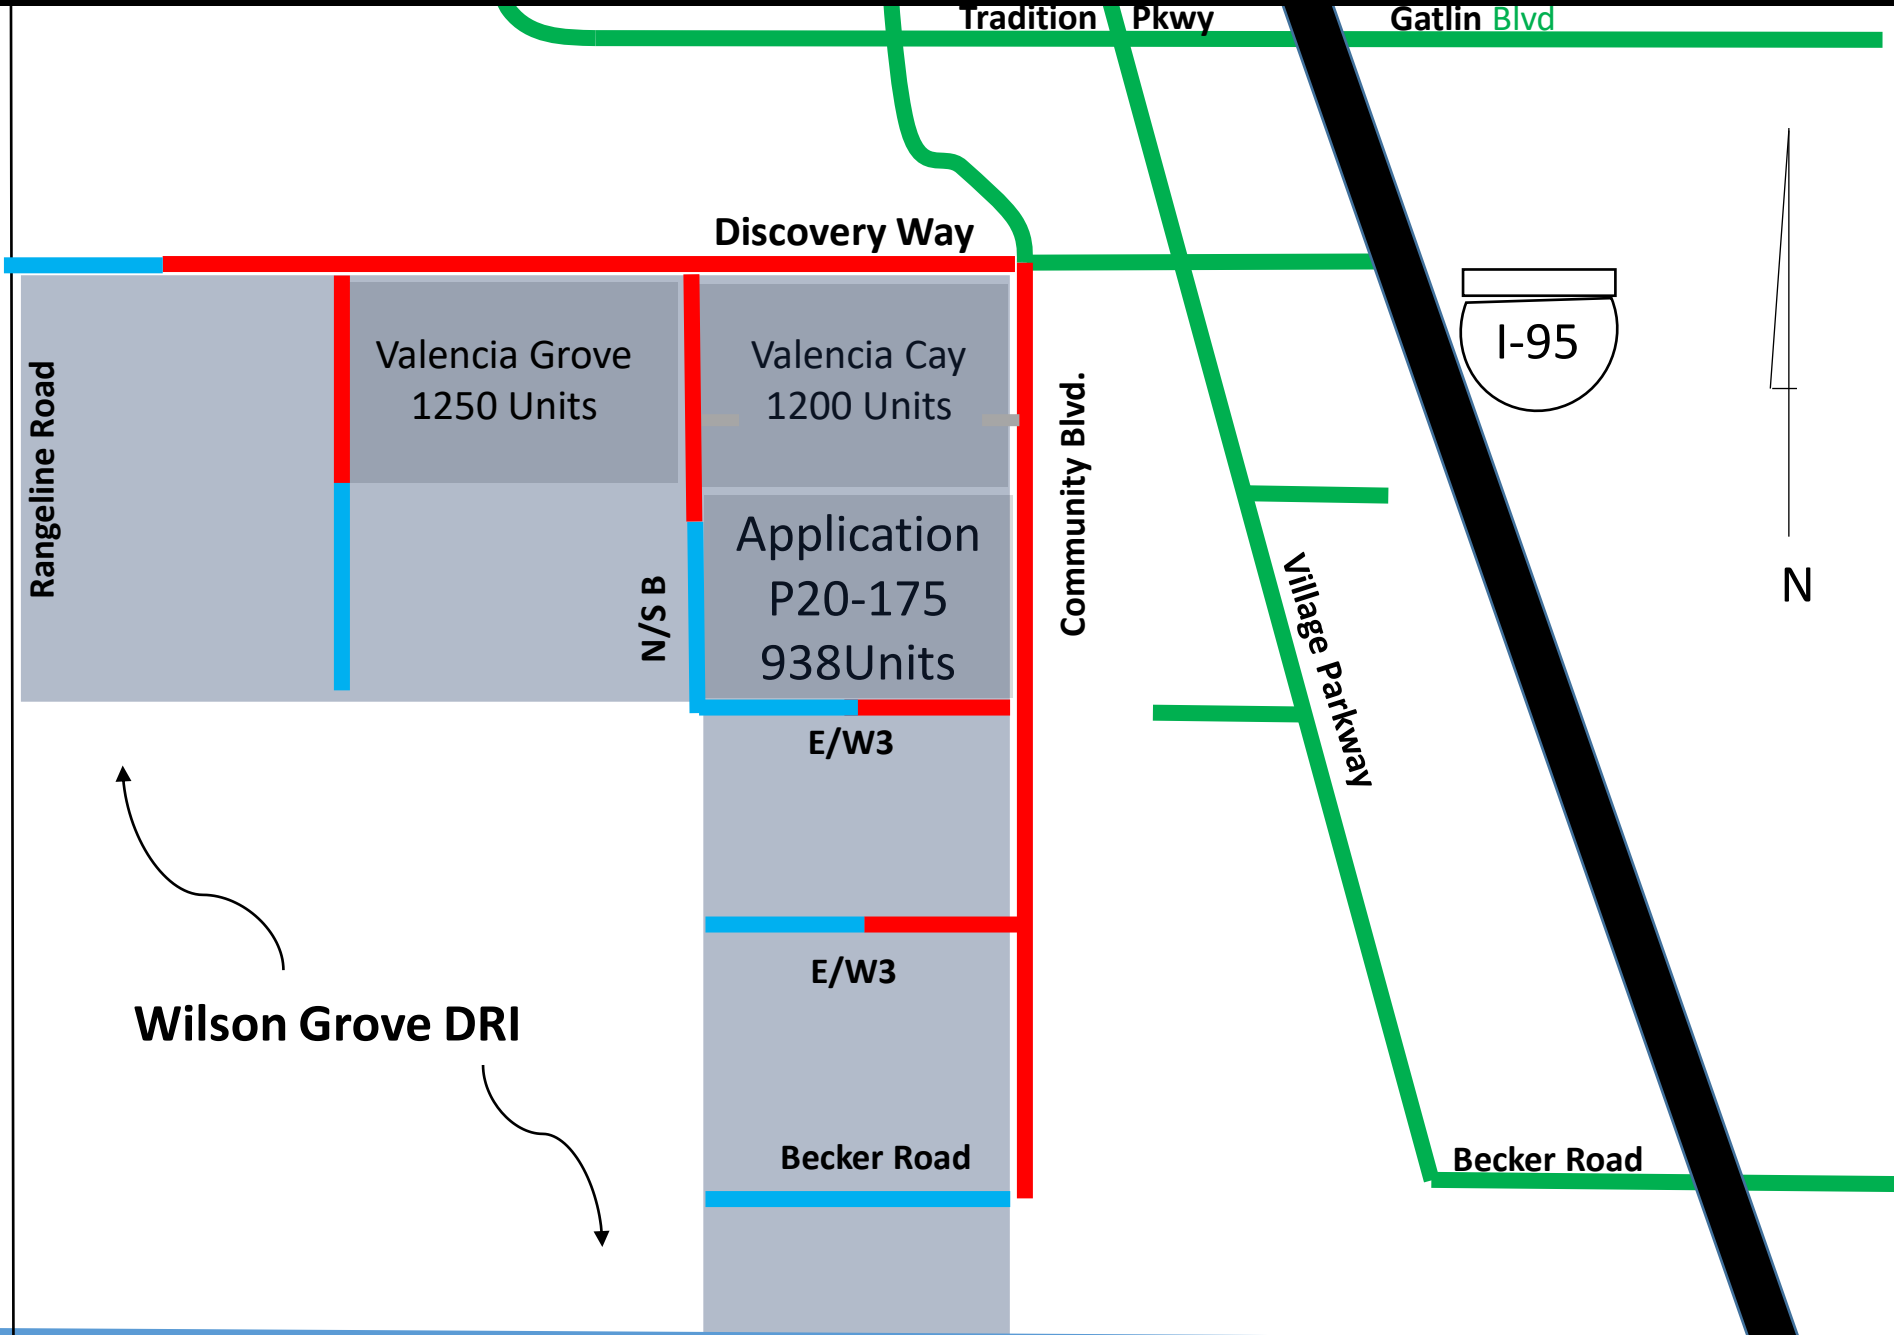 Tradition Pkwy
Gatlin Blvd
Discovery Way
Valencia Grove
1250 Units
Valencia Cay
1200 Units
I-95
Rangeline Road
Community Blvd.
Application
P20-175
938Units
N/S B
Village Parkway
N
E/W3
E/W3
Wilson Grove DRI
Becker Road
Becker Road